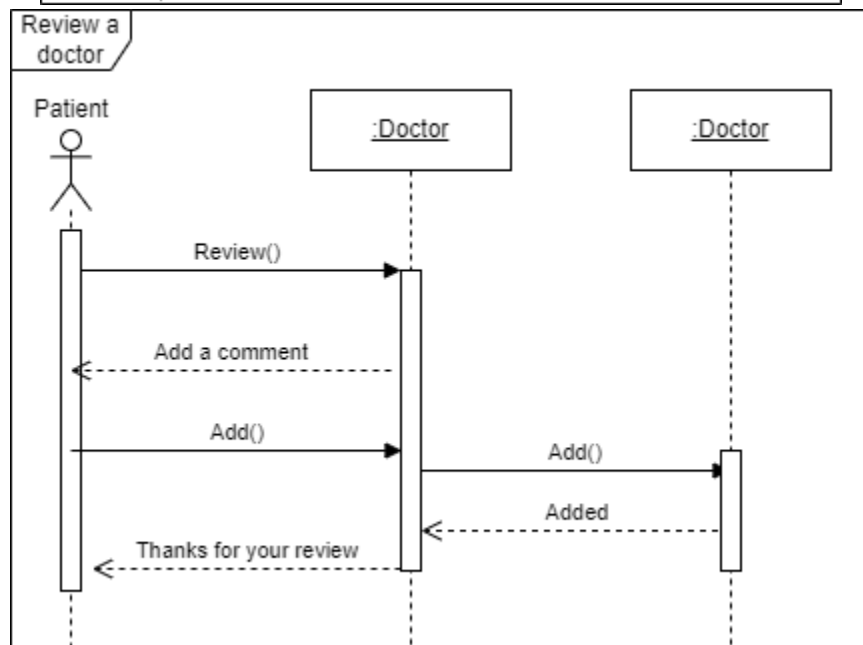 Review a
doctor
Patient
:Doctor
:Doctor
Review()
Add a comment
Add()
Add()
Added
Thanks for your review